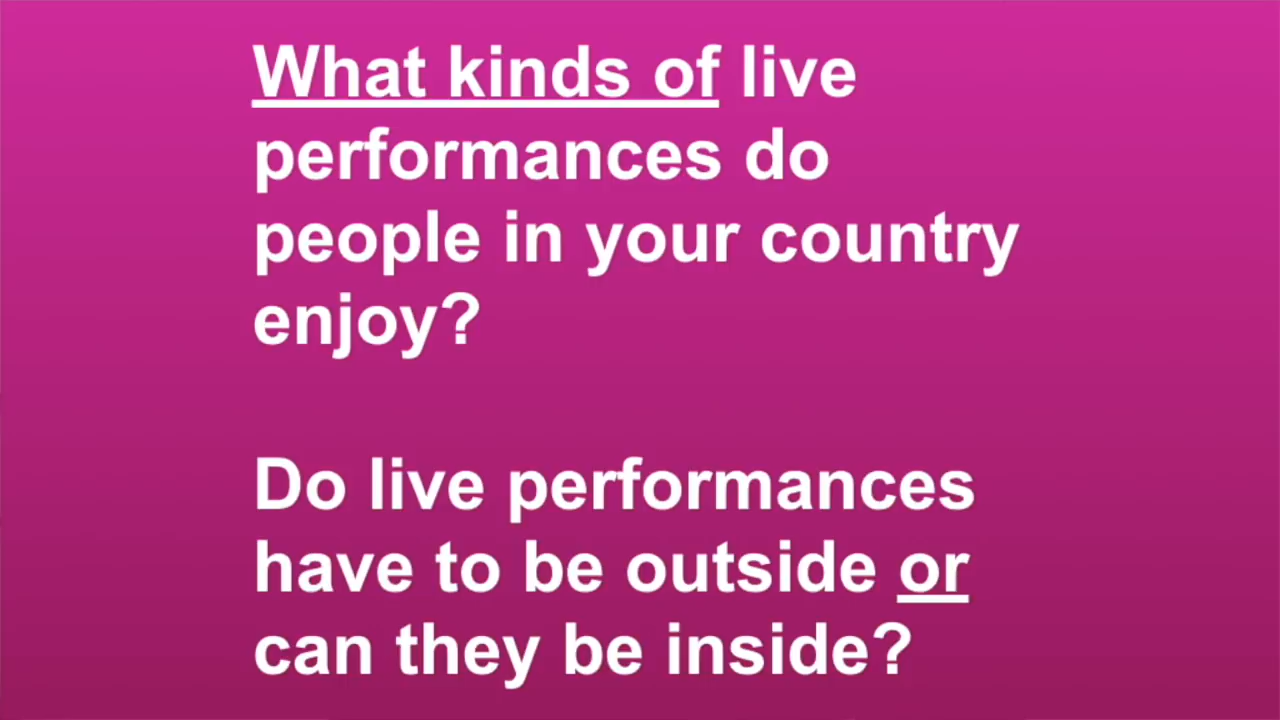 What kinds of live
performances do
people in your country
enjoy?
Do live performances
have to be outside or
can they be inside?